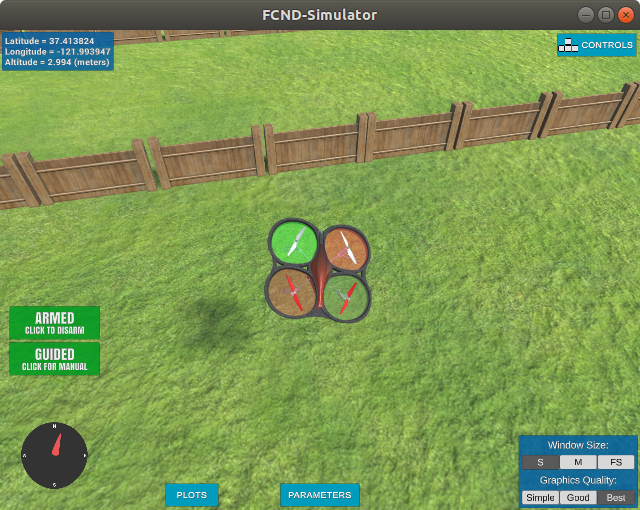 FCND-Simulator
Latitude = 37.413824
Longitude = -121.993947
Altitude = 2.994 (meters)
CONTROLS
ARMED
CLICK TO DISARM
GUIDED
CLICK FOR MANUAL
N
S
PLOTS
PARAMETERS
Window Size:
S M FS
Graphics Quality:
Simple Good Best